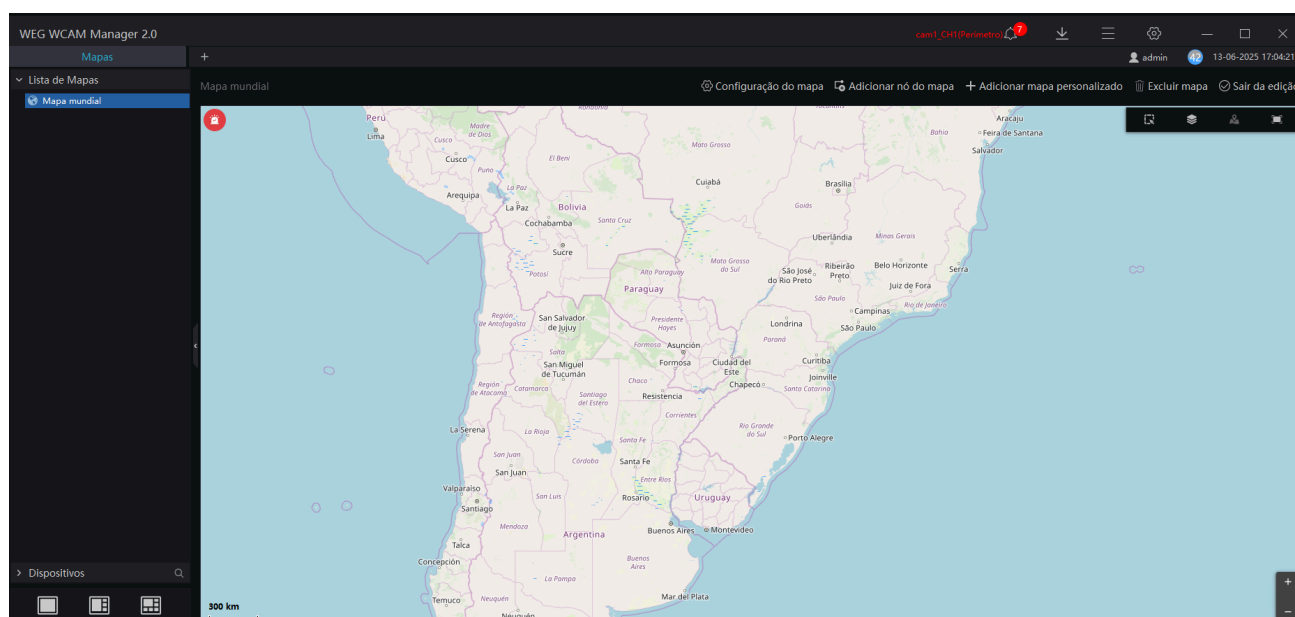 WEG WCAM Manager 2.0
cam1_CH1(Perímetro)
7
Mapas
+
admin
42
13-06-2025 17:04:21
Lista de Mapas
Mapa mundial
Mapa mundial
Configuração do mapa
Adicionar nó do mapa
Adicionar mapa personalizado
Excluir mapa
Sair da edição
Rondônia
Tocantins
Perú
Lima
Madre de Dios
Cusco
Cusco
Puno
Arequipa
La Paz
La Paz
El Beni
Bolivia
Cochabamba
Santa Cruz
Sucre
Potosí
Mato Grosso
Cuiabá
Brasília
Goiás
Bahia
Aracaju
Feira de Santana
Salvador
Uberlândia
Minas Gerais
Mato Grosso do Sul
São José do Rio Preto
Ribeirão Preto
Belo Horizonte
Serra
Juiz de Fora
São Paulo
Rio de Janeiro
Campinas
São Paulo
Londrina
Paraná
Curitiba
Joinville
Santa Catarina
Chapecó
Alto Paraguay
Paraguay
Presidente Hayes
Asunción
Ciudad del Este
Región de Antofagasta
San Salvador de Jujuy
Salta
Formosa
Formosa
San Miguel de Tucumán
Chaco
Región de Atacama
Catamarca
Santiago del Estero
Resistencia
Corrientes
Rio Grande do Sul
Porto Alegre
La Serena
La Rioja
Santa Fe
San Juan
San Juan
Córdoba
Santa Fe
Entre Ríos
Valparaíso
Santiago
San Luis
Rosario
Uruguay
Mendoza
Argentina
Buenos Aires
Montevideo
Talca
Concepción
Buenos Aires
La Pampa
Temuco
Neuquén
Neuquén
Mar del Plata
Dispositivos
300 km
+
−